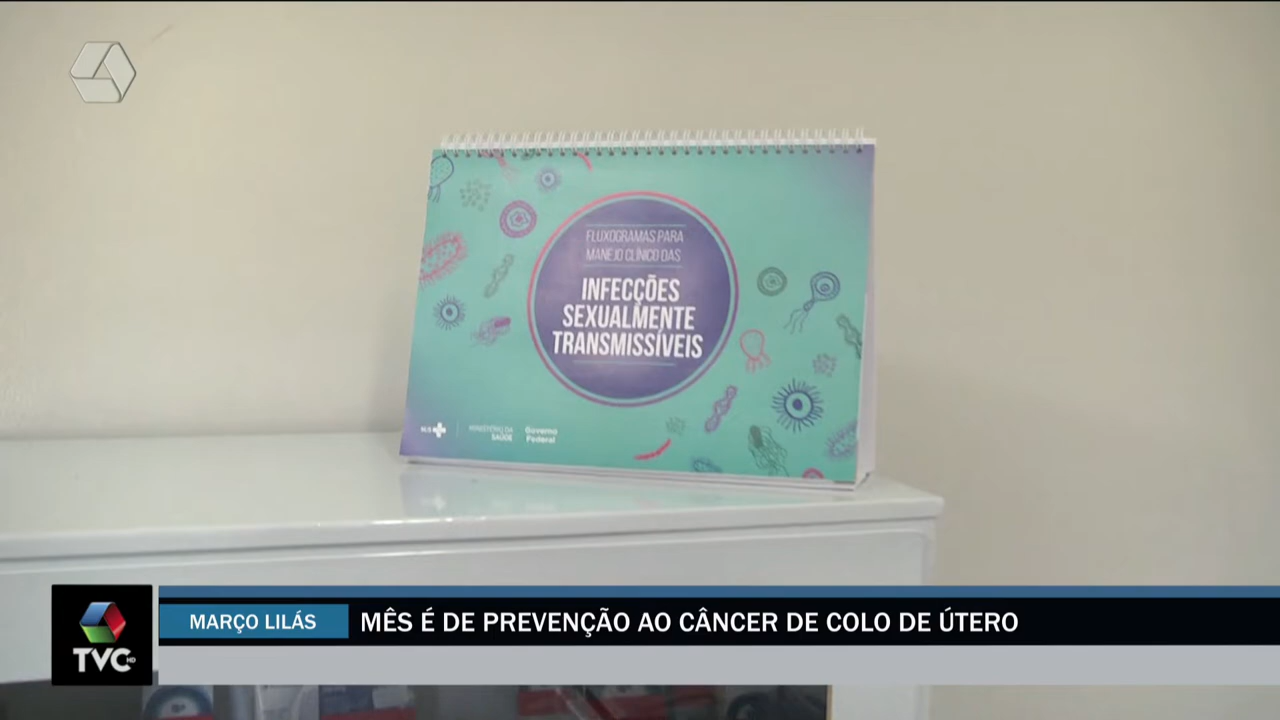 FLUXOGRAMAS PARA
MANEJO CLÍNICO DAS
INFECÇÕES
SEXUALMENTE
TRANSMISSÍVEIS
SUS
MINISTÉRIO DA
SAÚDE
Governo
Federal
MARÇO LILÁS
MÊS É DE PREVENÇÃO AO CÂNCER DE COLO DE ÚTERO
TVC HD